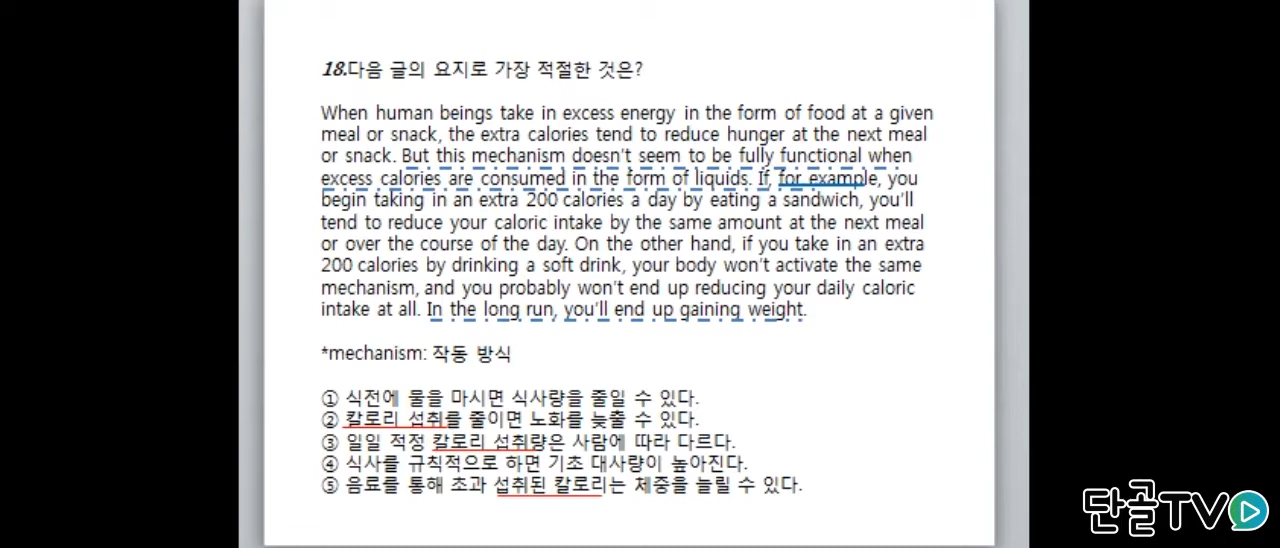 18.다음 글의 요지로 가장 적절한 것은?
When human beings take in excess energy in the form of food at a given
meal or snack, the extra calories tend to reduce hunger at the next meal
or snack. But this mechanism doesn't seem to be fully functional when
excess calories are consumed in the form of liquids. If, for example, you
begin taking in an extra 200 calories a day by eating a sandwich, you'll
tend to reduce your caloric intake by the same amount at the next meal
or over the course of the day. On the other hand, if you take in an extra
200 calories by drinking a soft drink, your body won't activate the same
mechanism, and you probably won't end up reducing your daily caloric
intake at all. In the long run, you'll end up gaining weight.
*mechanism: 작동 방식
① 식전에 물을 마시면 식사량을 줄일 수 있다.
② 칼로리 섭취를 줄이면 노화를 늦출 수 있다.
③ 일일 적정 칼로리 섭취량은 사람에 따라 다르다.
④ 식사를 규칙적으로 하면 기초 대사량이 높아진다.
⑤ 음료를 통해 초과 섭취된 칼로리는 체중을 늘릴 수 있다.
단골TV